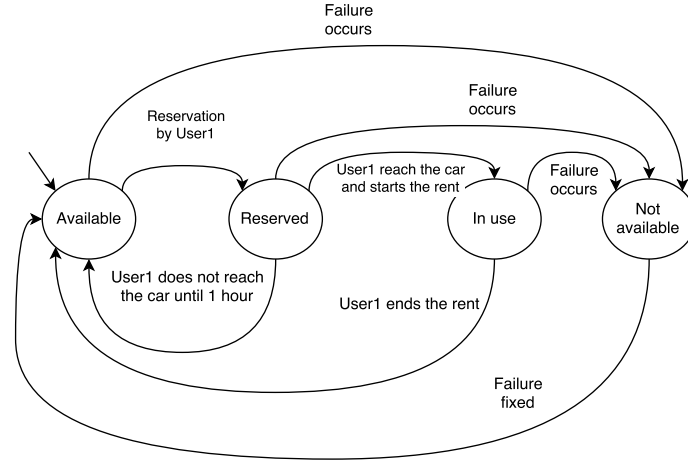 Failure
occurs
Failure
occurs
Reservation
by User1
User1 reach the car
and starts the rent
Failure
occurs
Available
Reserved
In use
Not
available
User1 does not reach
the car until 1 hour
User1 ends the rent
Failure
fixed